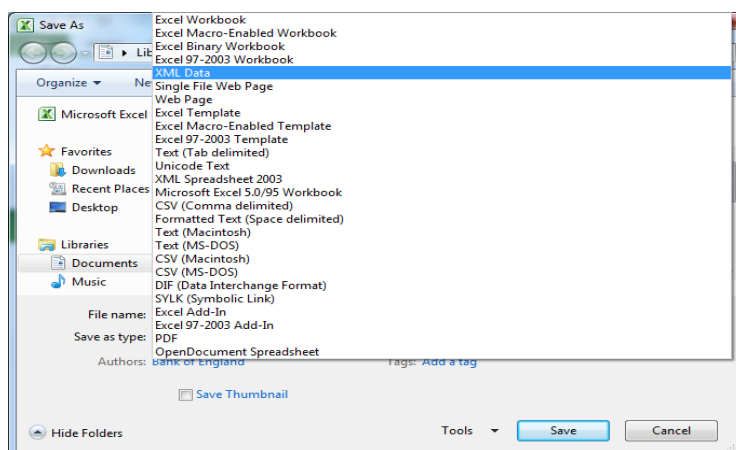 Save As
Excel Workbook
Excel Macro-Enabled Workbook
Excel Binary Workbook
Excel 97-2003 Workbook
XML Data
Single File Web Page
Web Page
Excel Template
Excel Macro-Enabled Template
Excel 97-2003 Template
Text (Tab delimited)
Unicode Text
XML Spreadsheet 2003
Microsoft Excel 5.0/95 Workbook
CSV (Comma delimited)
Formatted Text (Space delimited)
Text (Macintosh)
Text (MS-DOS)
CSV (Macintosh)
CSV (MS-DOS)
DIF (Data Interchange Format)
SYLK (Symbolic Link)
Excel Add-In
Excel 97-2003 Add-In
PDF
OpenDocument Spreadsheet
Lib
Organize Ne
Microsoft Excel
Favorites
Downloads
Recent Places
Desktop
Libraries
Documents
Music
File name:
Save as type:
Authors: Bank of England Tags: Add a tag
Save Thumbnail
Hide Folders Tools Save Cancel